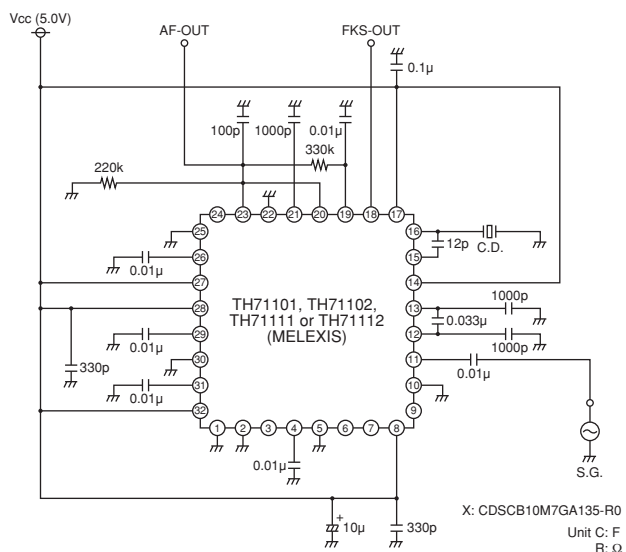 Vcc (5.0V)
AF-OUT
FKS-OUT
0.1µ
100p
1000p
0.01µ
330k
220k
24
23
22
21
20
19
18
17
25
16
12p
C.D.
26
0.01µ
15
27
14
TH71101, TH71102,
TH71111 or TH71112
(MELEXIS)
28
13
1000p
0.033µ
29
0.01µ
12
1000p
330p
30
11
0.01µ
31
0.01µ
10
32
9
1
2
3
4
5
6
7
8
0.01µ
S.G.
+
10µ
330p
X: CDSCB10M7GA135-R0
Unit C: F
R: Ω